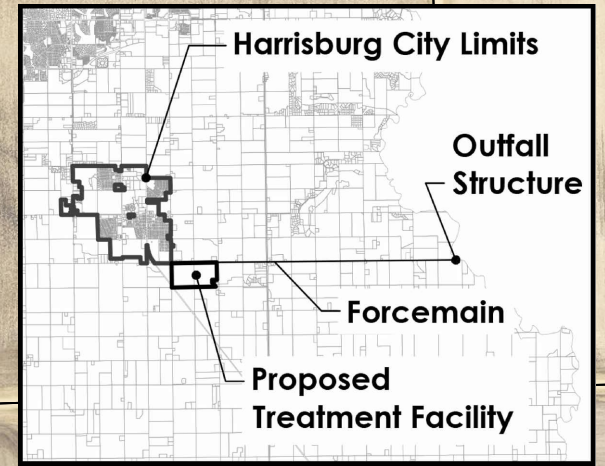 Harrisburg City Limits
Outfall
Structure
Forcemain
Proposed
Treatment Facility